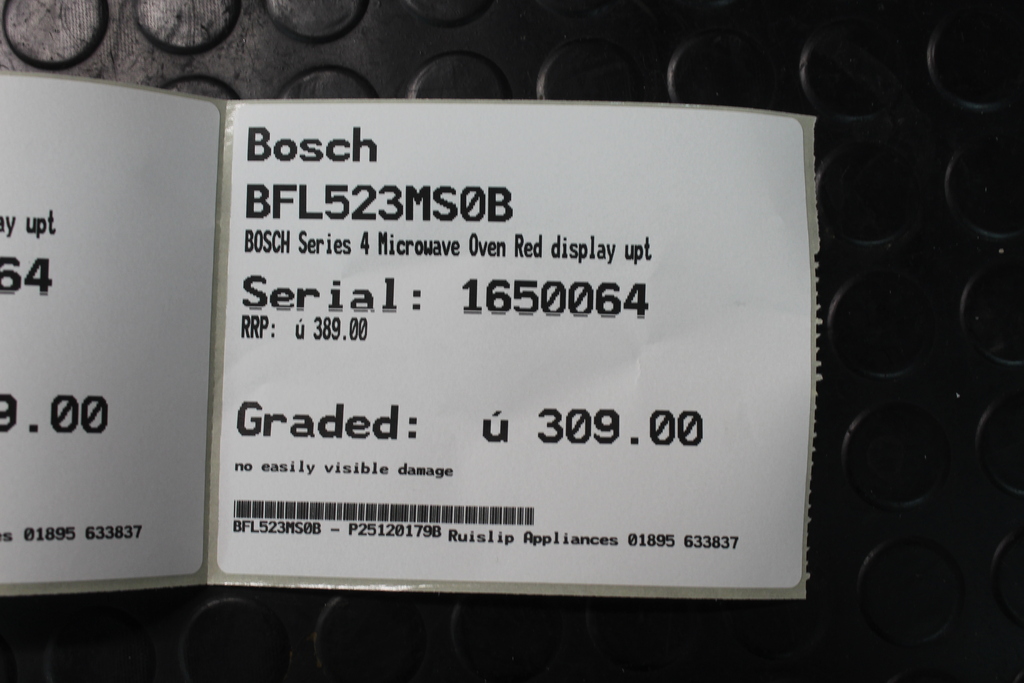 ay upt
64
9.00
s 01895 633837
Bosch
BFL523MS0B
BOSCH Series 4 Microwave Oven Red display upt
Serial: 1650064
RRP: ú 389.00
Graded: ú 309.00
no easily visible damage
BFL523MS0B - P25120179B Ruislip Appliances 01895 633837